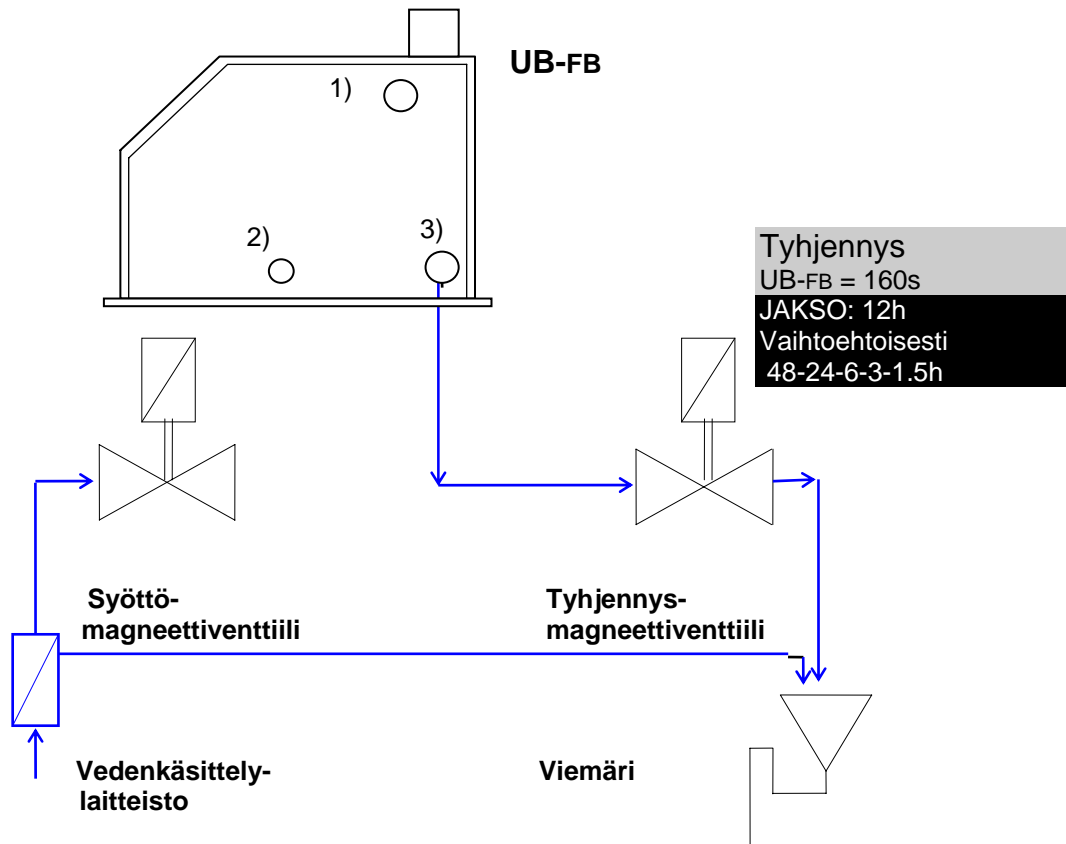 UB-FB
1)
2)
3)
Tyhjennys
UB-FB = 160s
JAKSO: 12h
Vaihtoehtoisesti
48-24-6-3-1.5h
Syöttö-
magneettiventtiili
Tyhjennys-
magneettiventtiili
Vedenkäsittely-
laitteisto
Viemäri